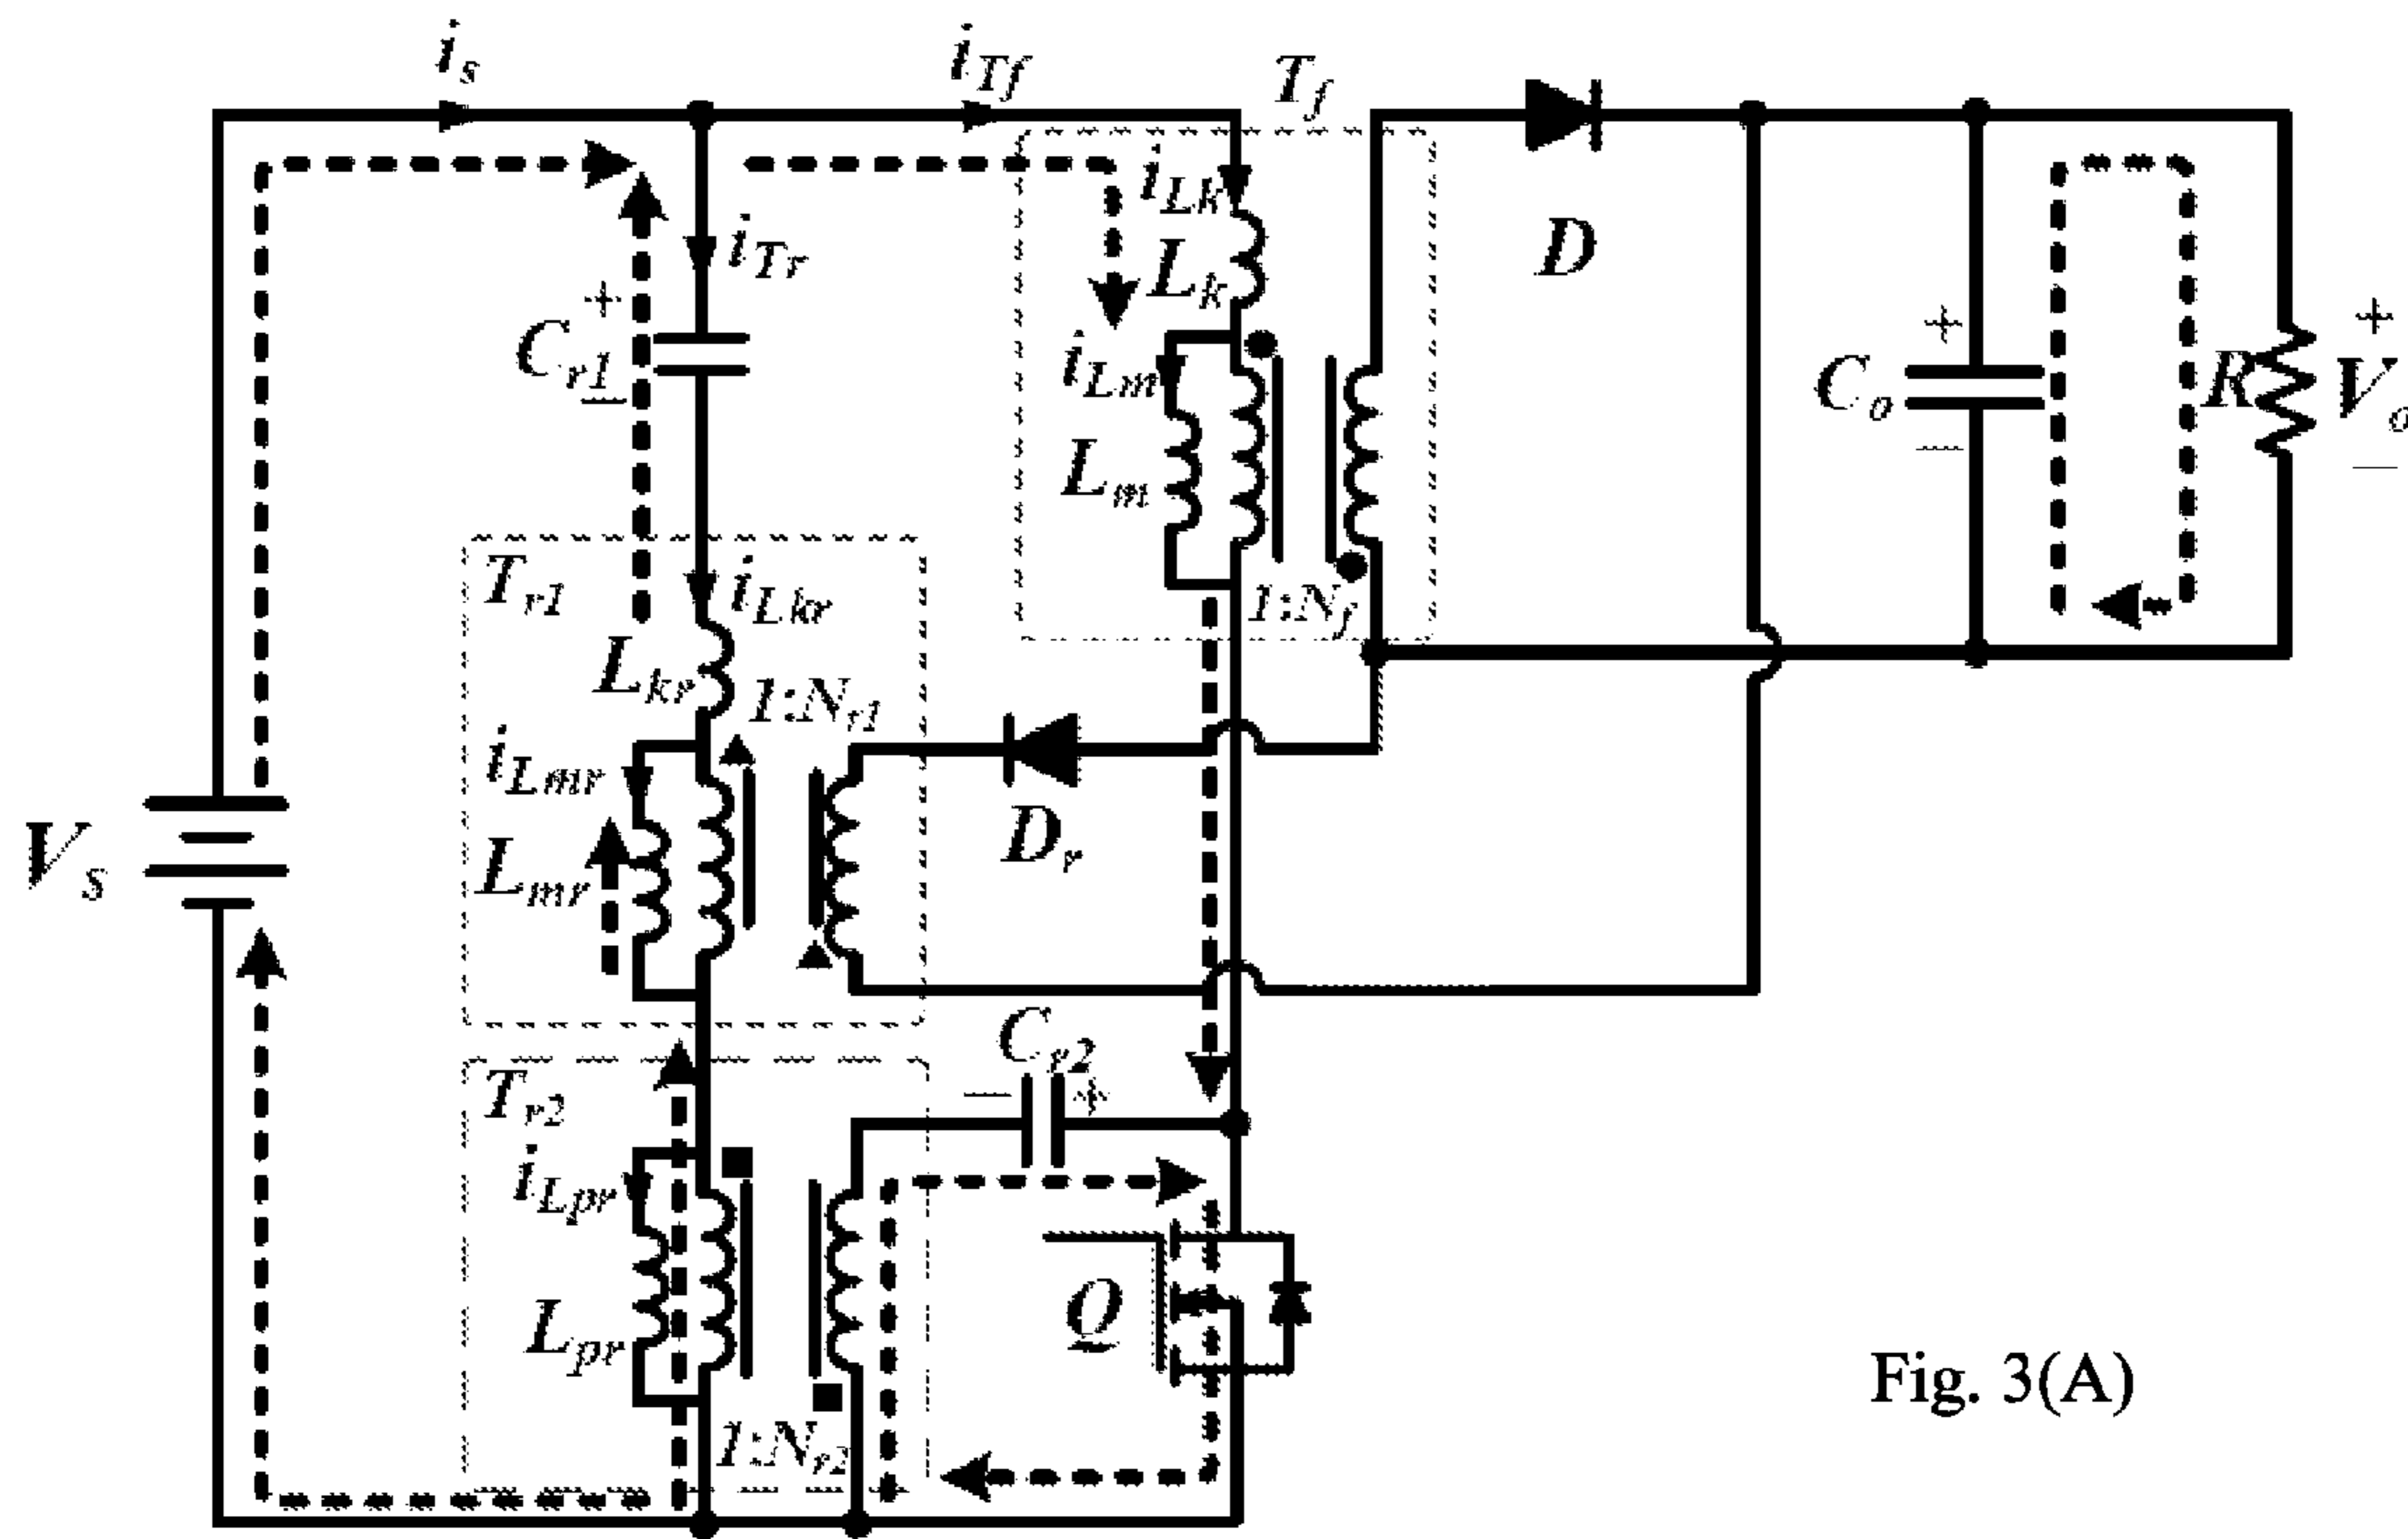 i_s
i_Tf
T_f
i_Lk
i_Tr
L_k
D
+
C_r1
−
i_Lm
L_m
+
C_o
−
R
+
V_o
−
T_r1
i_Lkr
1:N_f
L_kr
1:N_r1
i_Lmr
L_mr
D_r
V_s
C_r2
− +
T_r2
i_Lpr
L_pr
Q
1:N_r2
Fig. 3(A)